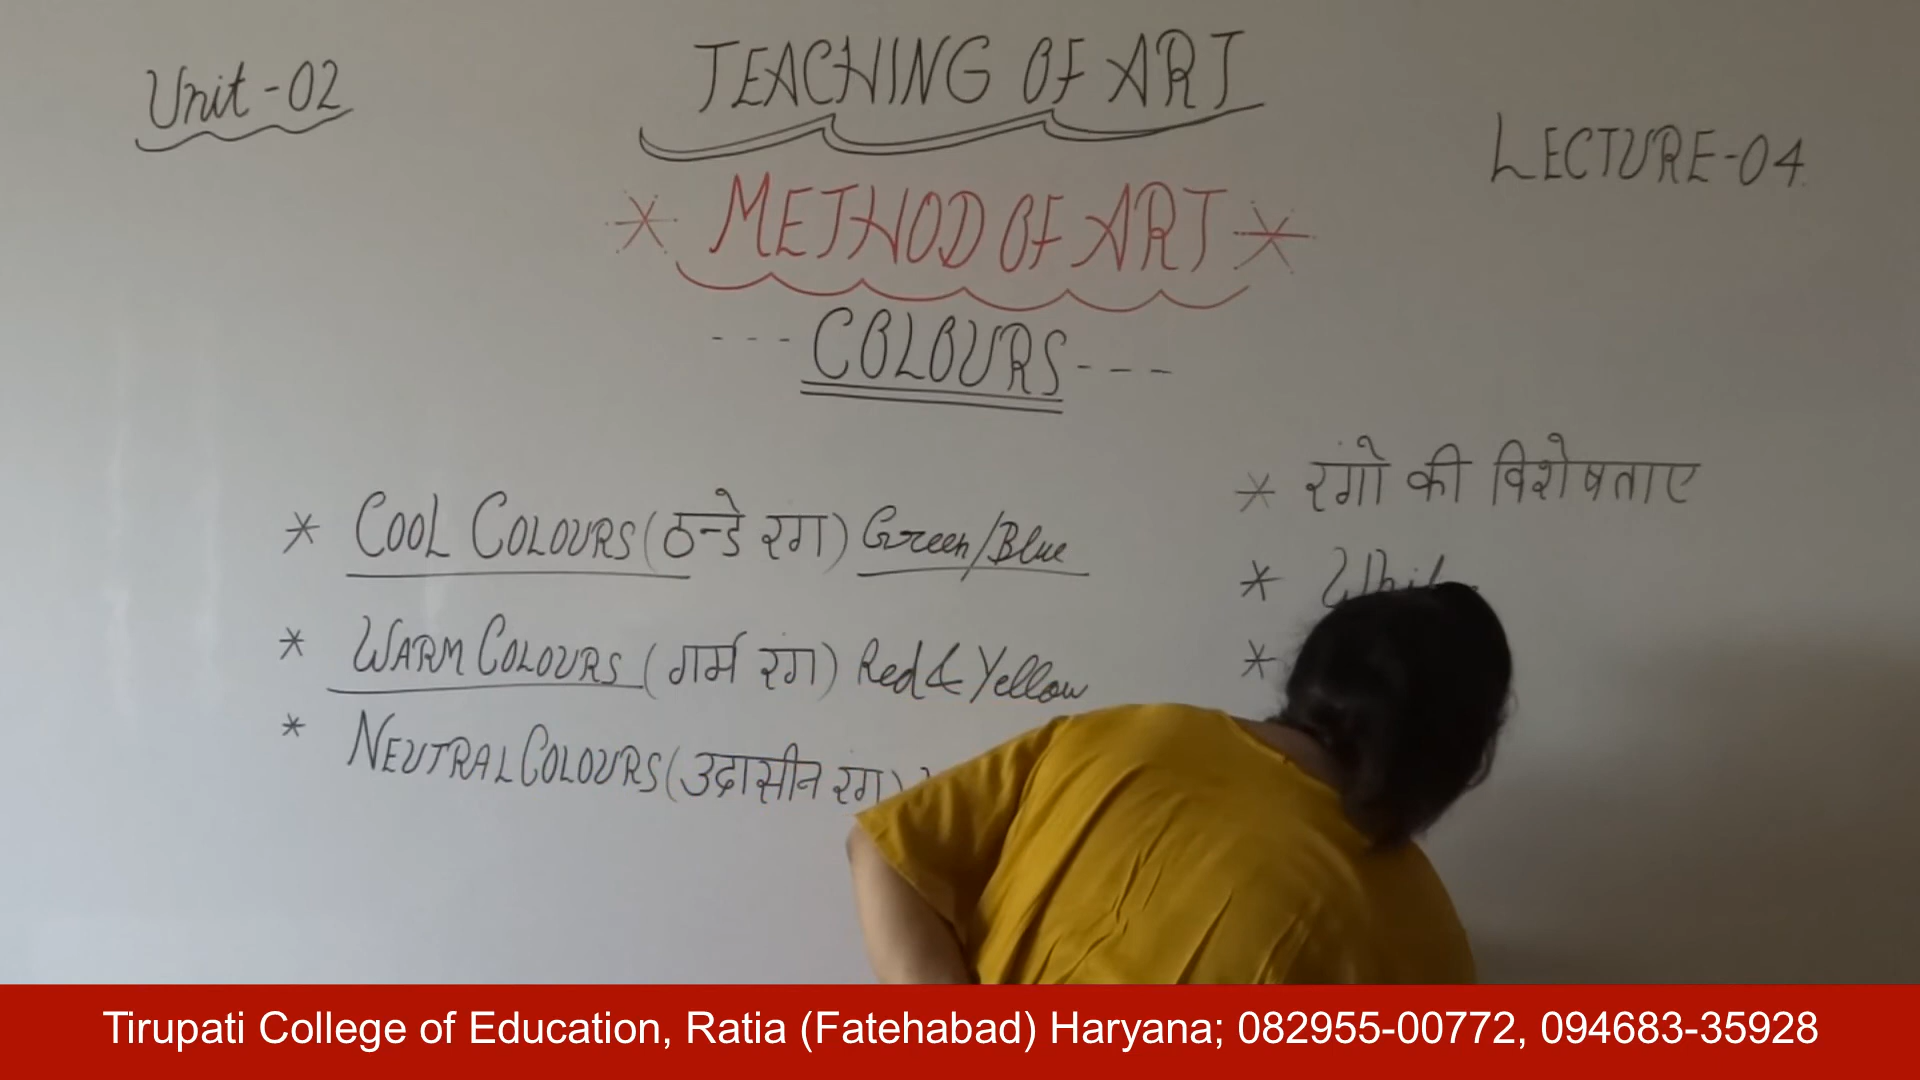 Unit-02
TEACHING OF ART
LECTURE-04
* METHOD OF ART *
--- COLOURS ---
* COOL COLOURS (ठन्डे रंग) Green/Blue
* WARM COLOURS (गर्म रंग) Red & Yellow
* NEUTRAL COLOURS (उदासीन रंग)
* रंगो की विशेषताए
*
*
Tirupati College of Education, Ratia (Fatehabad) Haryana; 082955-00772, 094683-35928